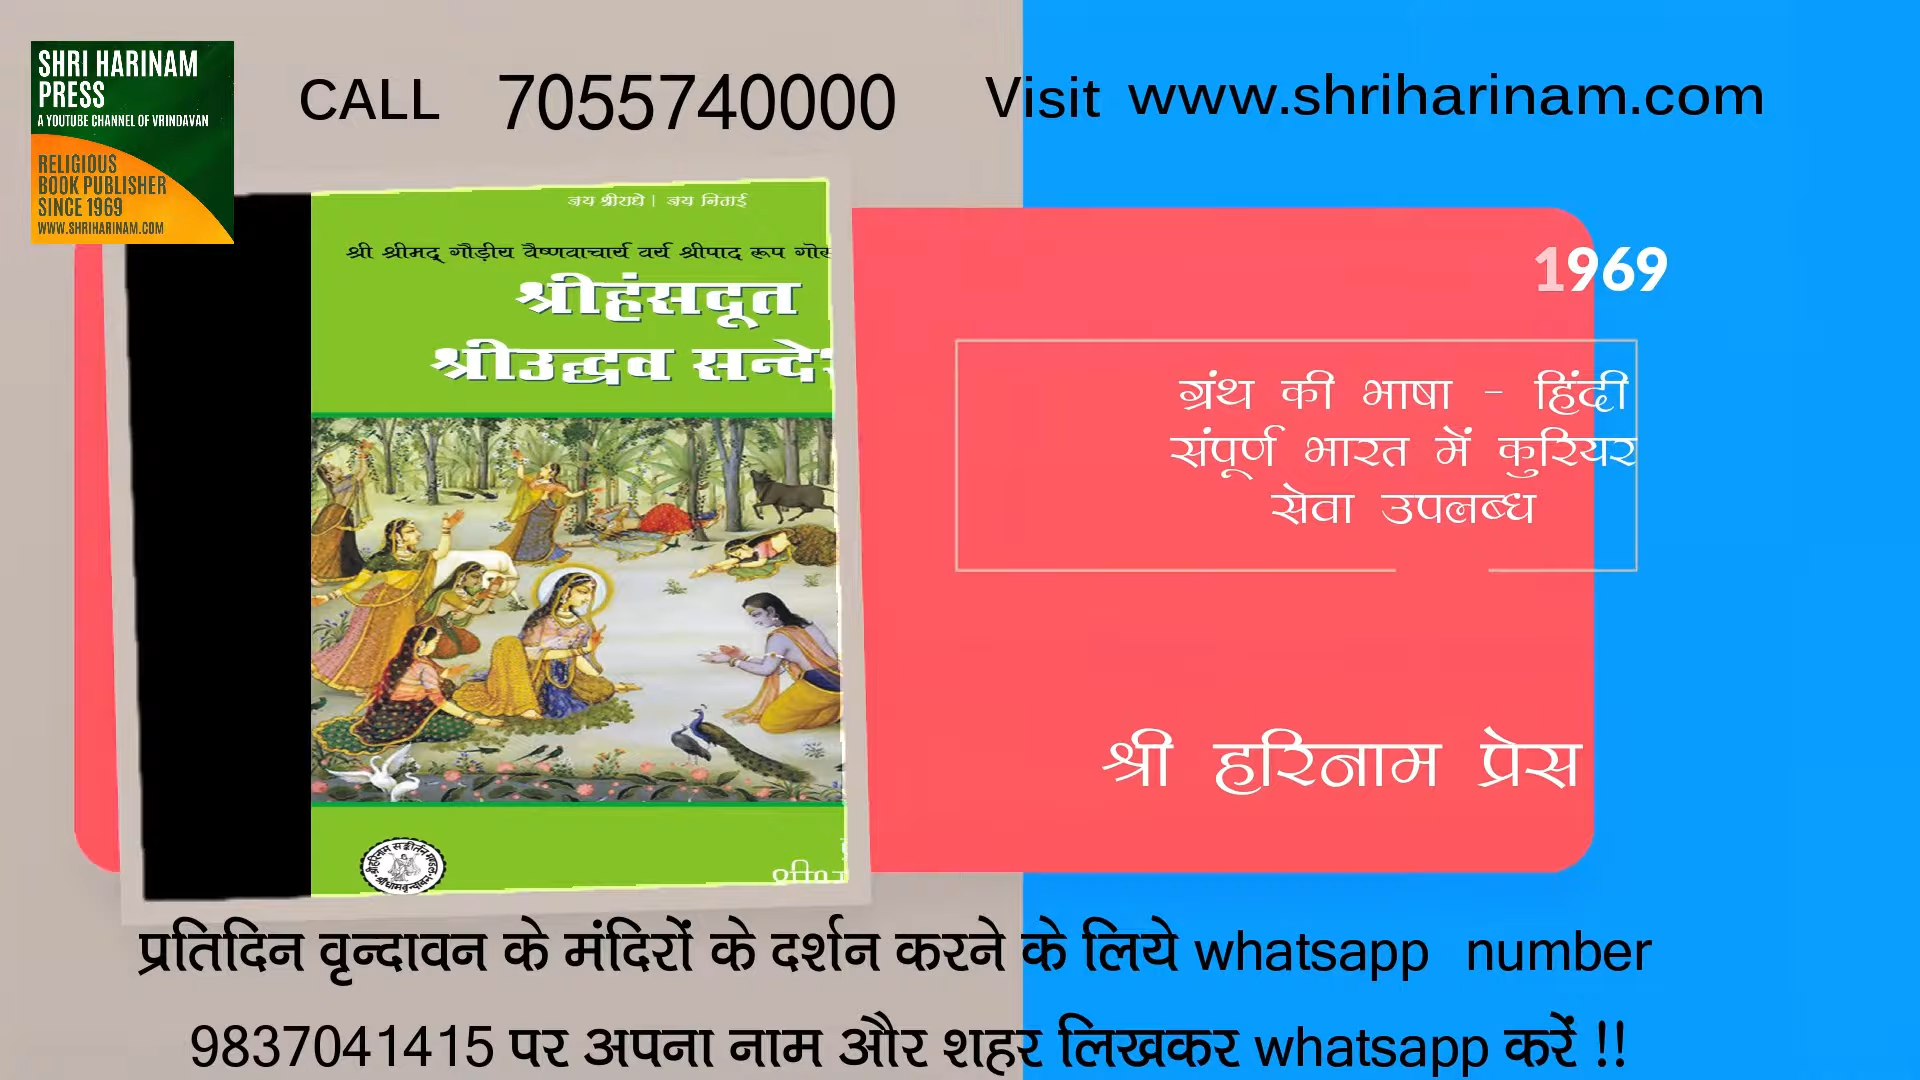 SHRI HARINAM
PRESS
A YOUTUBE CHANNEL OF VRINDAVAN
RELIGIOUS
BOOK PUBLISHER
SINCE 1969
WWW.SHRIHARINAM.COM
CALL 7055740000 Visit www.shriharinam.com
जय श्रीराधे | जय निताई
श्री श्रीमद् गौड़ीय वैष्णवाचार्य वर्य श्रीपाद रूप
श्रीहंसदूत
श्रीउद्धव
1969
ग्रंथ की भाषा - हिंदी
संपूर्ण भारत में कुरियर
सेवा उपलब्ध
श्री हरिनाम प्रेस
प्रतिदिन वृन्दावन के मंदिरों के दर्शन करने के लिये whatsapp number
9837041415 पर अपना नाम और शहर लिखकर whatsapp करें !!